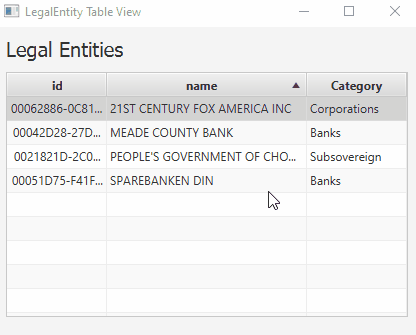 LegalEntity Table View
Legal Entities
id name Category
00062886-0C81... 21ST CENTURY FOX AMERICA INC Corporations
00042D28-27D... MEADE COUNTY BANK Banks
0021821D-2C0... PEOPLE'S GOVERNMENT OF CHO... Subsovereign
00051D75-F41F... SPAREBANKEN DIN Banks